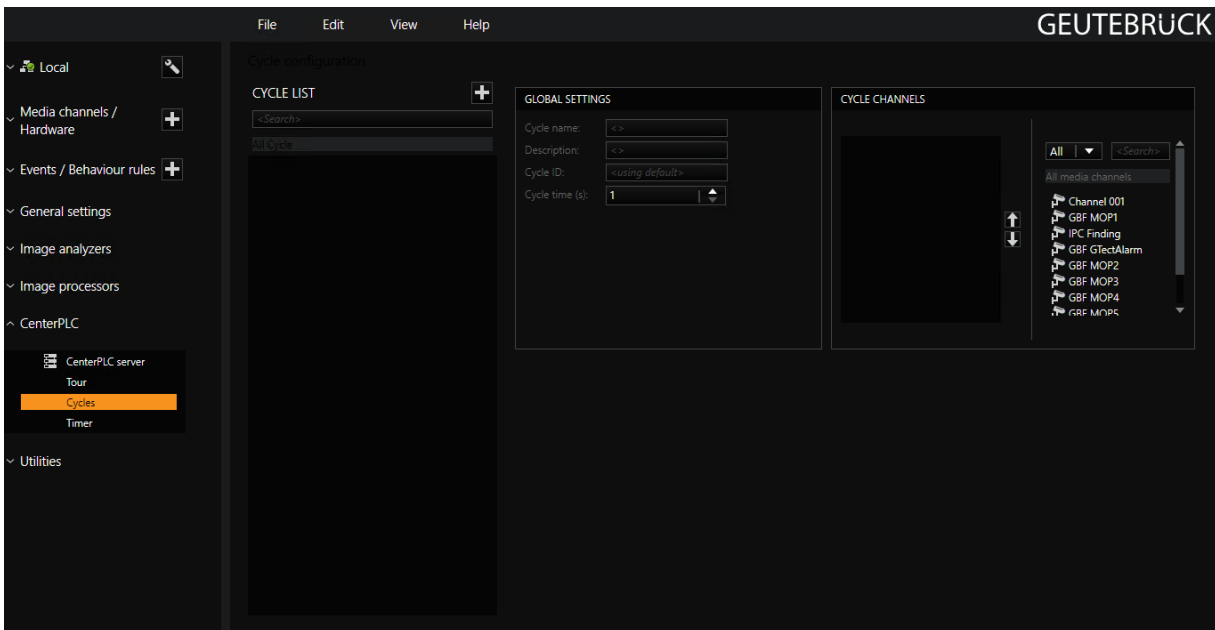 File Edit View Help
GEUTEBRÜCK
Local
Media channels /
Hardware
Events / Behaviour rules
General settings
Image analyzers
Image processors
CenterPLC
CenterPLC server
Tour
Cycles
Timer
Utilities
Cycle configuration
CYCLE LIST
<Search>
All Cycle
GLOBAL SETTINGS
Cycle name: <>
Description: <>
Cycle ID: <using default>
Cycle time (s): 1
CYCLE CHANNELS
All <Search>
All media channels
Channel 001
GBF MOP1
IPC Finding
GBF GTectAlarm
GBF MOP2
GBF MOP3
GBF MOP4
GBF MOP5